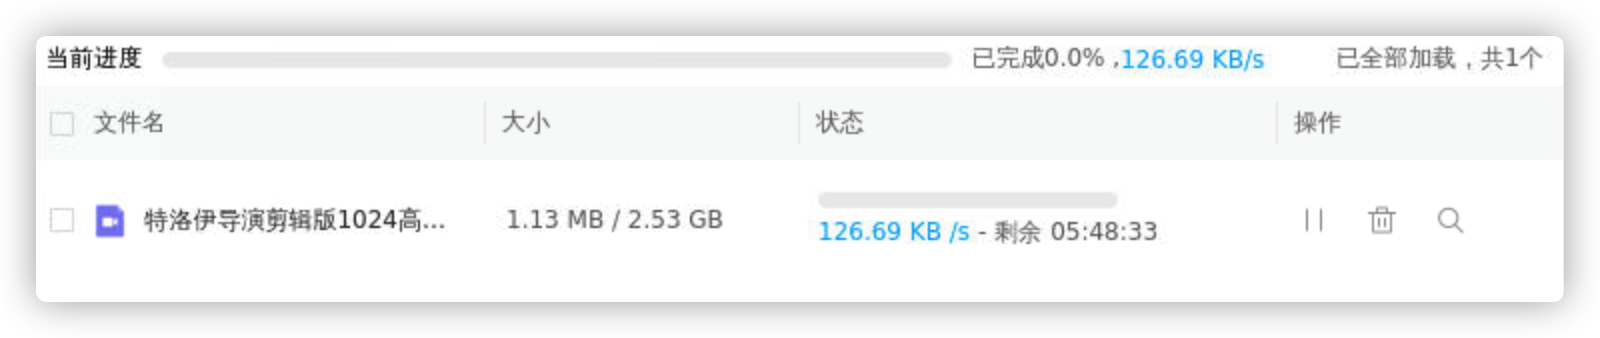 当前进度 已完成0.0% ,126.69 KB/s 已全部加载，共1个
文件名 大小 状态 操作
特洛伊导演剪辑版1024高... 1.13 MB / 2.53 GB
126.69 KB /s - 剩余 05:48:33